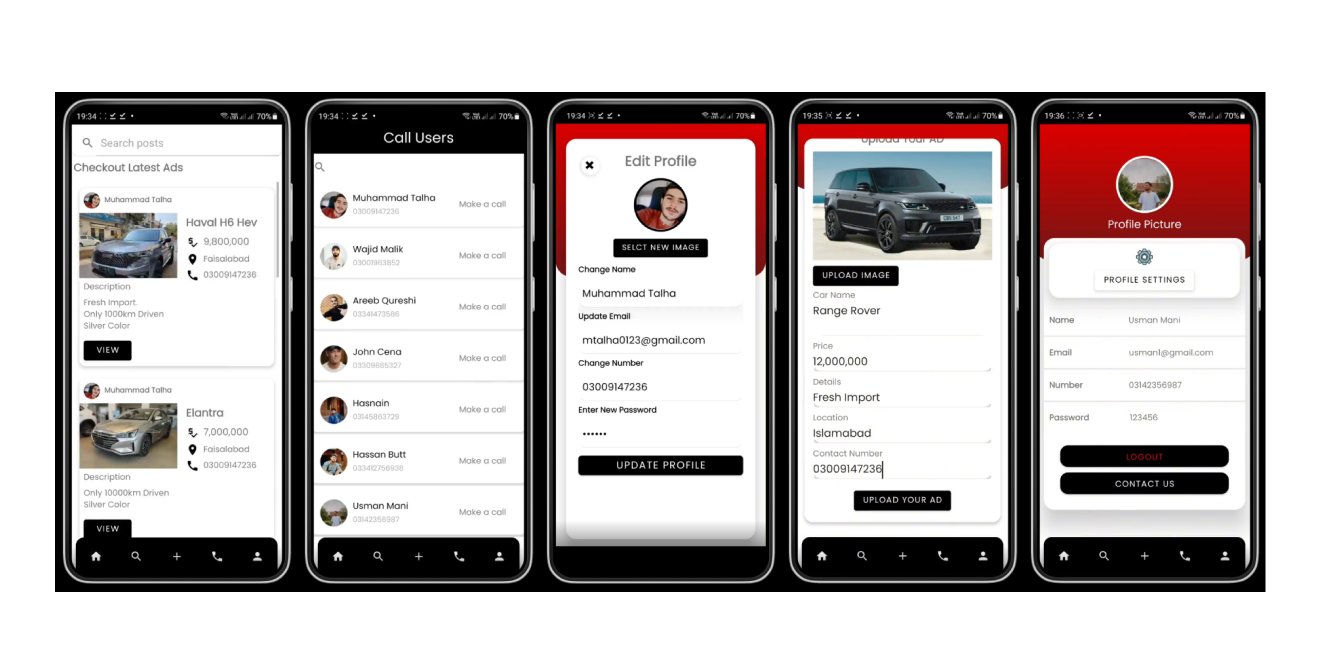 19:34
70%
Search posts
Checkout Latest Ads
Muhammad Talha
Haval H6 Hev
9,800,000
Faisalabad
03009147236
Description
Fresh Import.
Only 1000km Driven
Silver Color
VIEW
Muhammad Talha
Elantra
7,000,000
Faisalabad
03009147236
Description
Only 10000km Driven
Silver Color
VIEW
19:34
70%
Call Users
Muhammad Talha
03009147236
Make a call
Wajid Malik
03001963852
Make a call
Areeb Qureshi
03341473586
Make a call
John Cena
03309665327
Make a call
Hasnain
03145863729
Make a call
Hassan Butt
033412756938
Make a call
Usman Mani
03142356987
Make a call
19:34
70%
Edit Profile
SELCT NEW IMAGE
Change Name
Muhammad Talha
Update Email
mtalha0123@gmail.com
Change Number
03009147236
Enter New Password
••••••
UPDATE PROFILE
19:35
70%
Upload Your AD
UPLOAD IMAGE
Car Name
Range Rover
Price
12,000,000
Details
Fresh Import
Location
Islamabad
Contact Number
03009147236
UPLOAD YOUR AD
19:36
70%
Profile Picture
PROFILE SETTINGS
Name Usman Mani
Email usman1@gmail.com
Number 03142356987
Password 123456
LOGOUT
CONTACT US